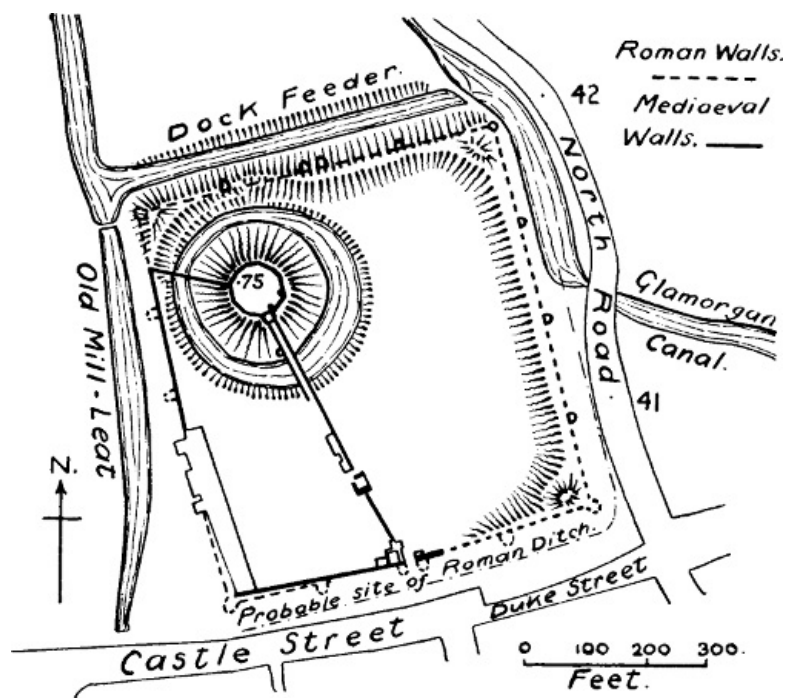 Roman Walls.
Mediaeval
Walls.
Dock Feeder.
42
North
Road
Glamorgan
Canal.
41
.75
Old Mill-Leat
N.
Probable site of Roman Ditch.
Castle Street
Duke Street
0 100 200 300.
Feet.